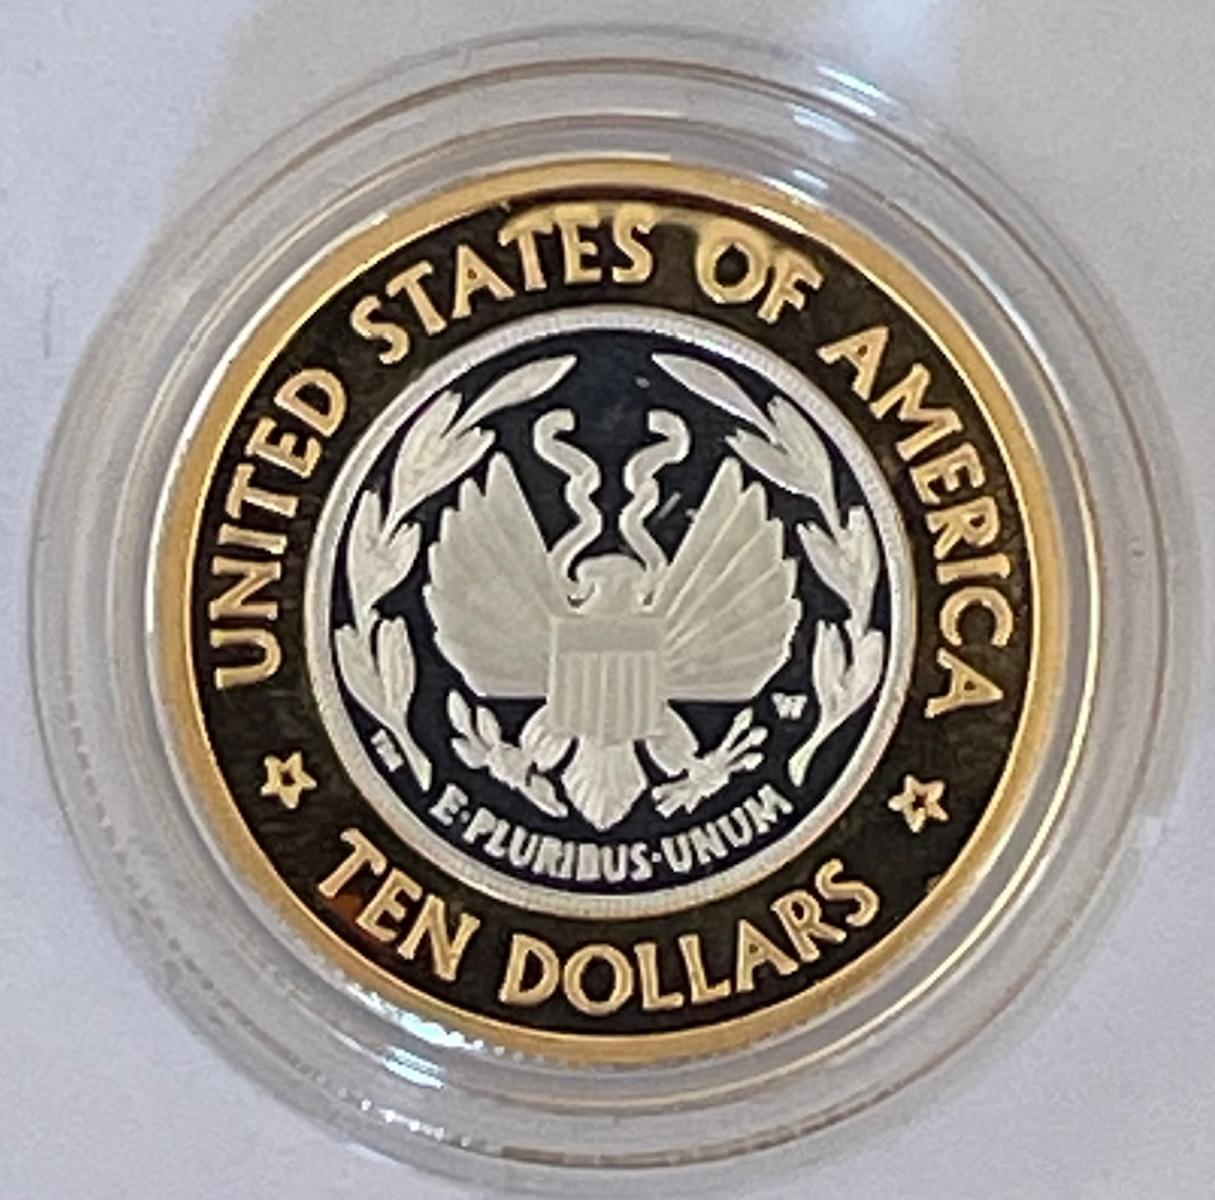 UNITED STATES OF AMERICA
E·PLURIBUS·UNUM
W
TEN DOLLARS